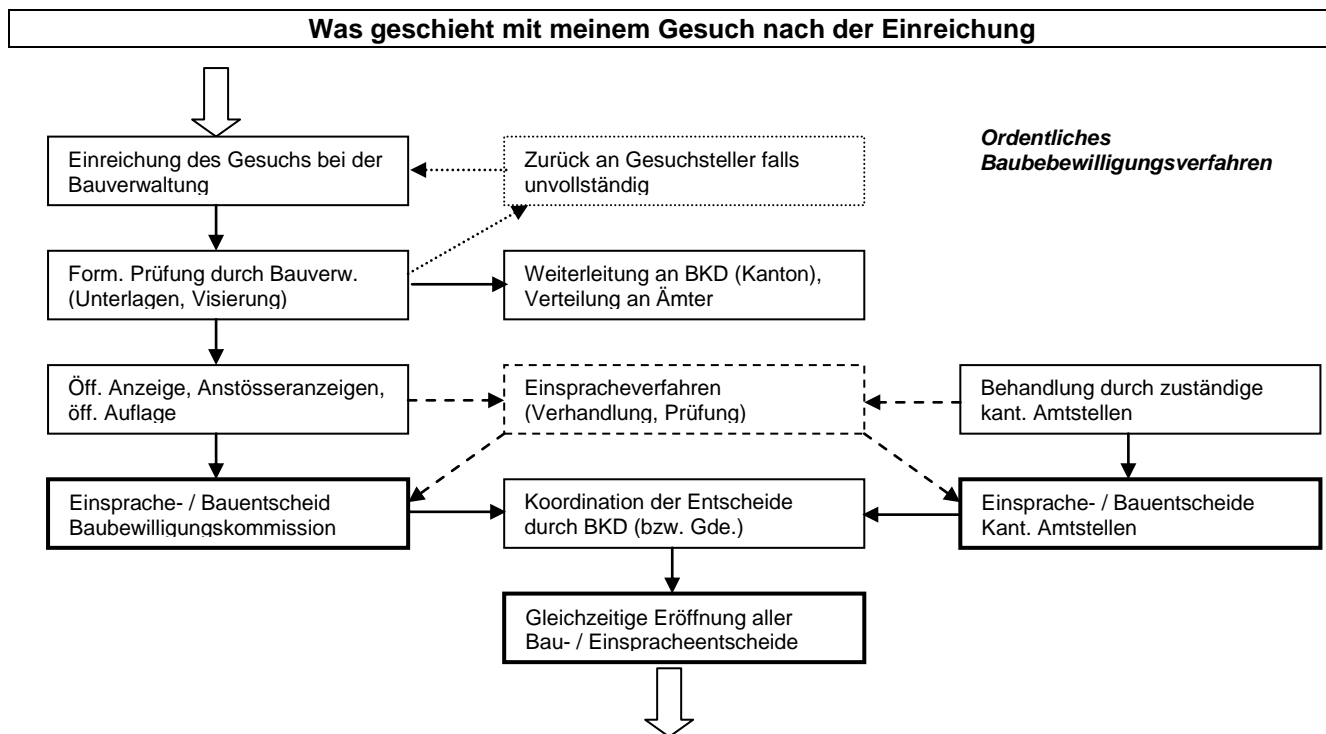 Was geschieht mit meinem Gesuch nach der Einreichung
Ordentliches
Baubebewilligungsverfahren
Einreichung des Gesuchs bei der
Bauverwaltung
Zurück an Gesuchsteller falls
unvollständig
Form. Prüfung durch Bauverw.
(Unterlagen, Visierung)
Weiterleitung an BKD (Kanton),
Verteilung an Ämter
Öff. Anzeige, Anstösseranzeigen,
öff. Auflage
Einspracheverfahren
(Verhandlung, Prüfung)
Behandlung durch zuständige
kant. Amtstellen
Einsprache- / Bauentscheid
Baubewilligungskommission
Koordination der Entscheide
durch BKD (bzw. Gde.)
Einsprache- / Bauentscheide
Kant. Amtstellen
Gleichzeitige Eröffnung aller
Bau- / Einspracheentscheide